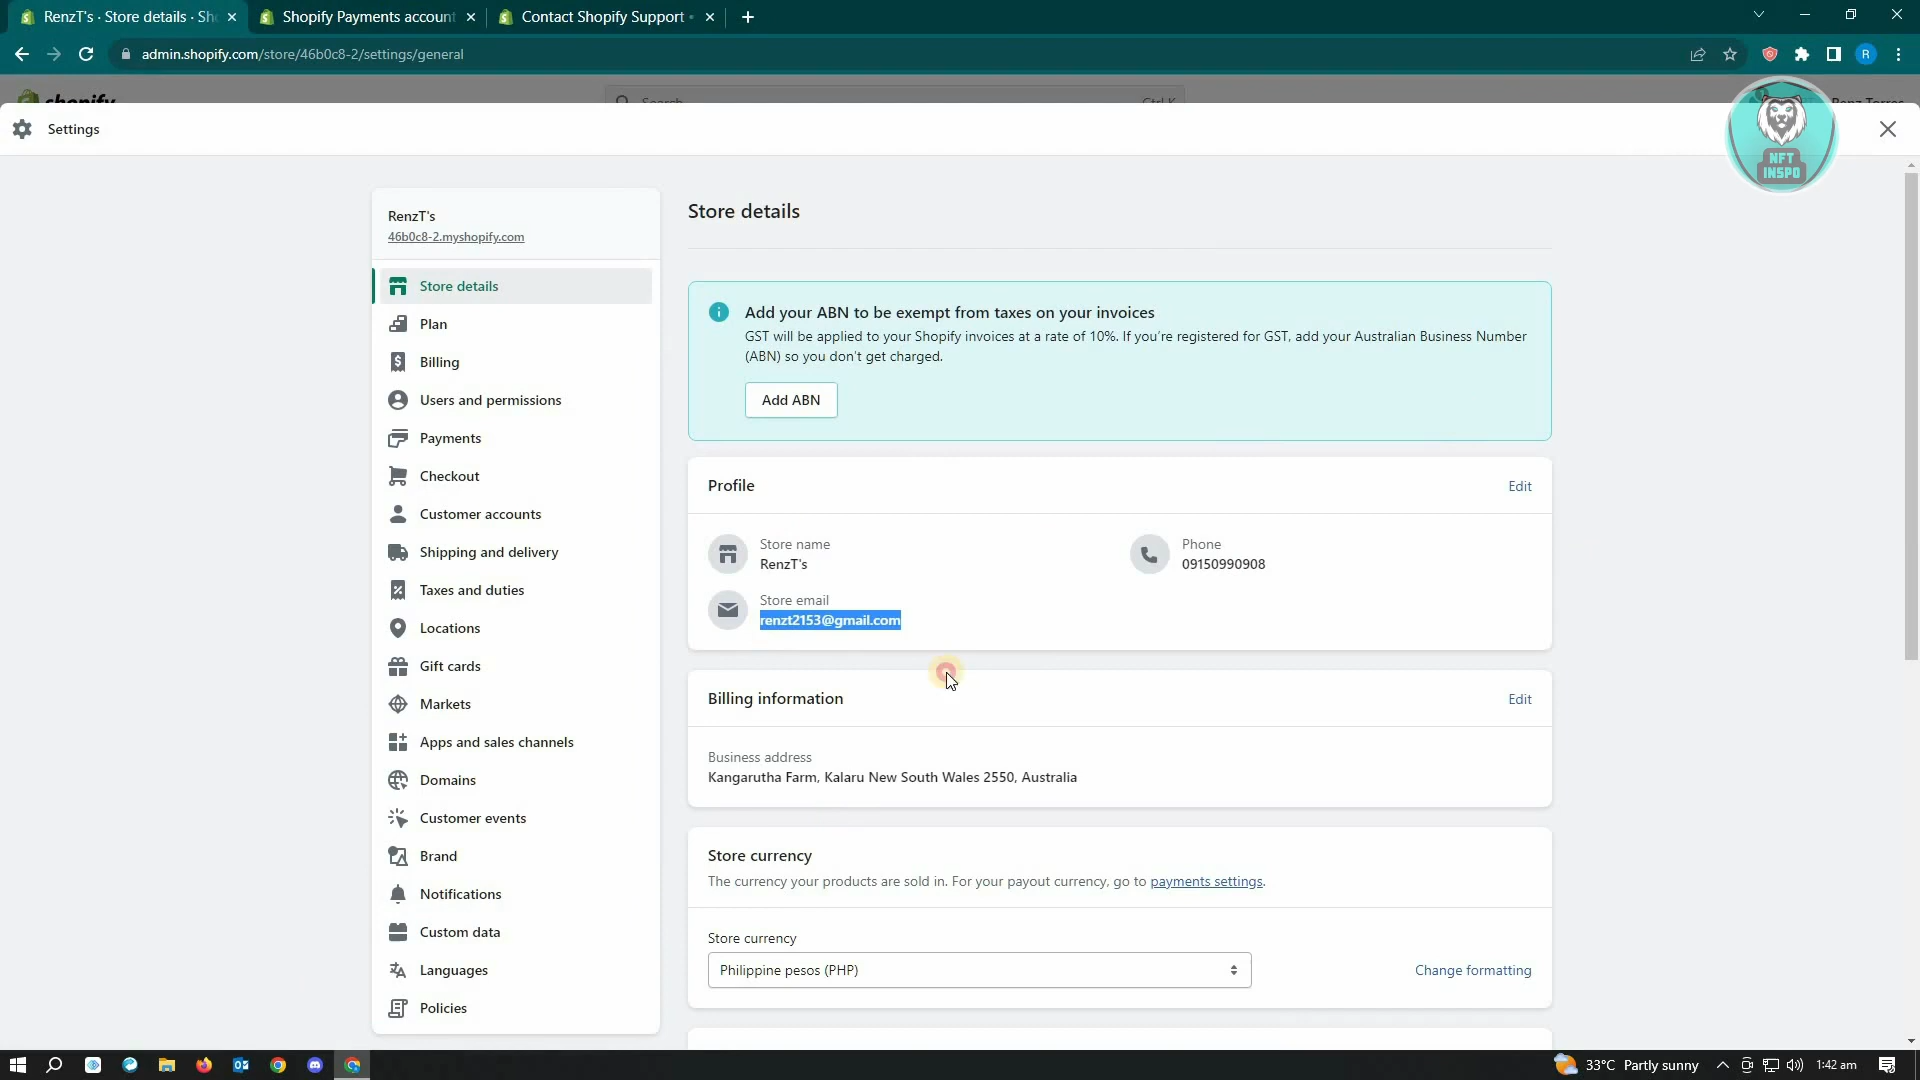 RenzT's · Store details · Sh
Shopify Payments account
Contact Shopify Support ·
admin.shopify.com/store/46b0c8-2/settings/general
shopify
Search
Ctrl K
Renz Torres
Settings
NFT
INSPO
RenzT's
46b0c8-2.myshopify.com
Store details
Plan
Billing
Users and permissions
Payments
Checkout
Customer accounts
Shipping and delivery
Taxes and duties
Locations
Gift cards
Markets
Apps and sales channels
Domains
Customer events
Brand
Notifications
Custom data
Languages
Policies
Store details
Add your ABN to be exempt from taxes on your invoices
GST will be applied to your Shopify invoices at a rate of 10%. If you're registered for GST, add your Australian Business Number
(ABN) so you don't get charged.
Add ABN
Profile
Edit
Store name
RenzT's
Phone
09150990908
Store email
renzt2153@gmail.com
Billing information
Edit
Business address
Kangarutha Farm, Kalaru New South Wales 2550, Australia
Store currency
The currency your products are sold in. For your payout currency, go to payments settings.
Store currency
Philippine pesos (PHP)
Change formatting
33°C Partly sunny
1:42 am